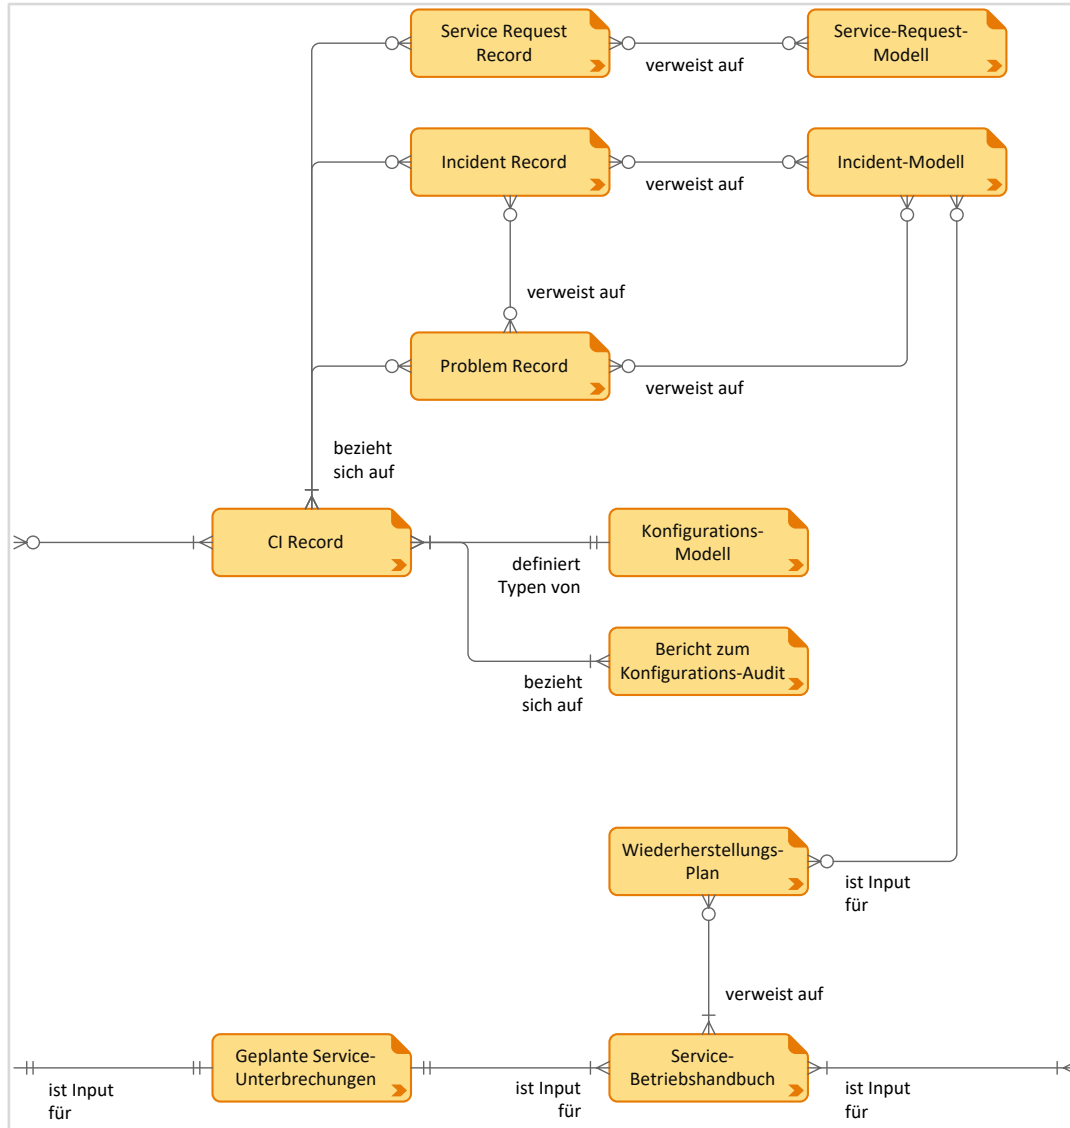 Service Request
Record
verweist auf
Service-Request-
Modell
Incident Record
verweist auf
Incident-Modell
verweist auf
Problem Record
verweist auf
bezieht
sich auf
CI Record
definiert
Typen von
Konfigurations-
Modell
bezieht
sich auf
Bericht zum
Konfigurations-Audit
Wiederherstellungs-
Plan
ist Input
für
verweist auf
ist Input
für
Geplante Service-
Unterbrechungen
ist Input
für
Service-
Betriebshandbuch
ist Input
für